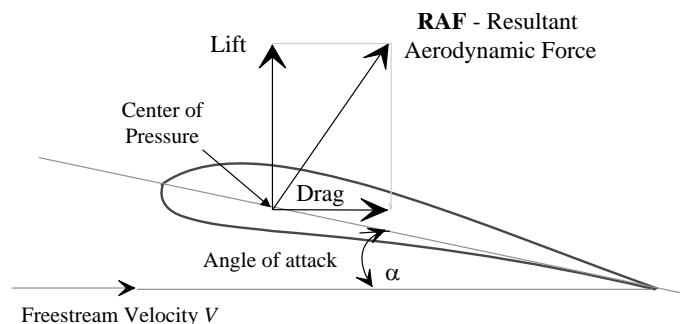 RAF - Resultant
Aerodynamic Force
Lift
Center of
Pressure
Drag
Angle of attack
α
Freestream Velocity V